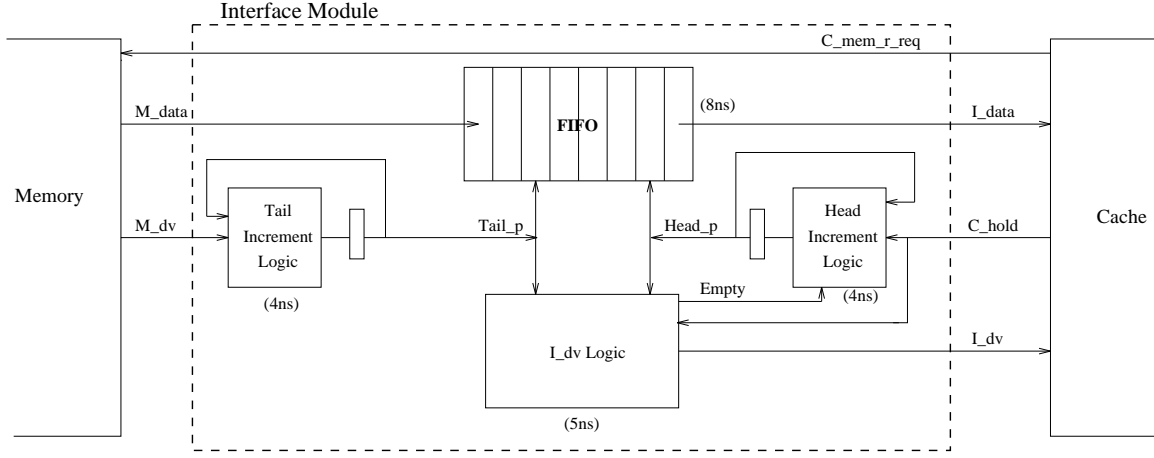 Interface Module
C_mem_r_req
M_data
FIFO
(8ns)
I_data
Memory
Tail
Increment
Logic
(4ns)
M_dv
Tail_p
Head_p
Head
Increment
Logic
(4ns)
C_hold
Cache
Empty
I_dv Logic
(5ns)
I_dv